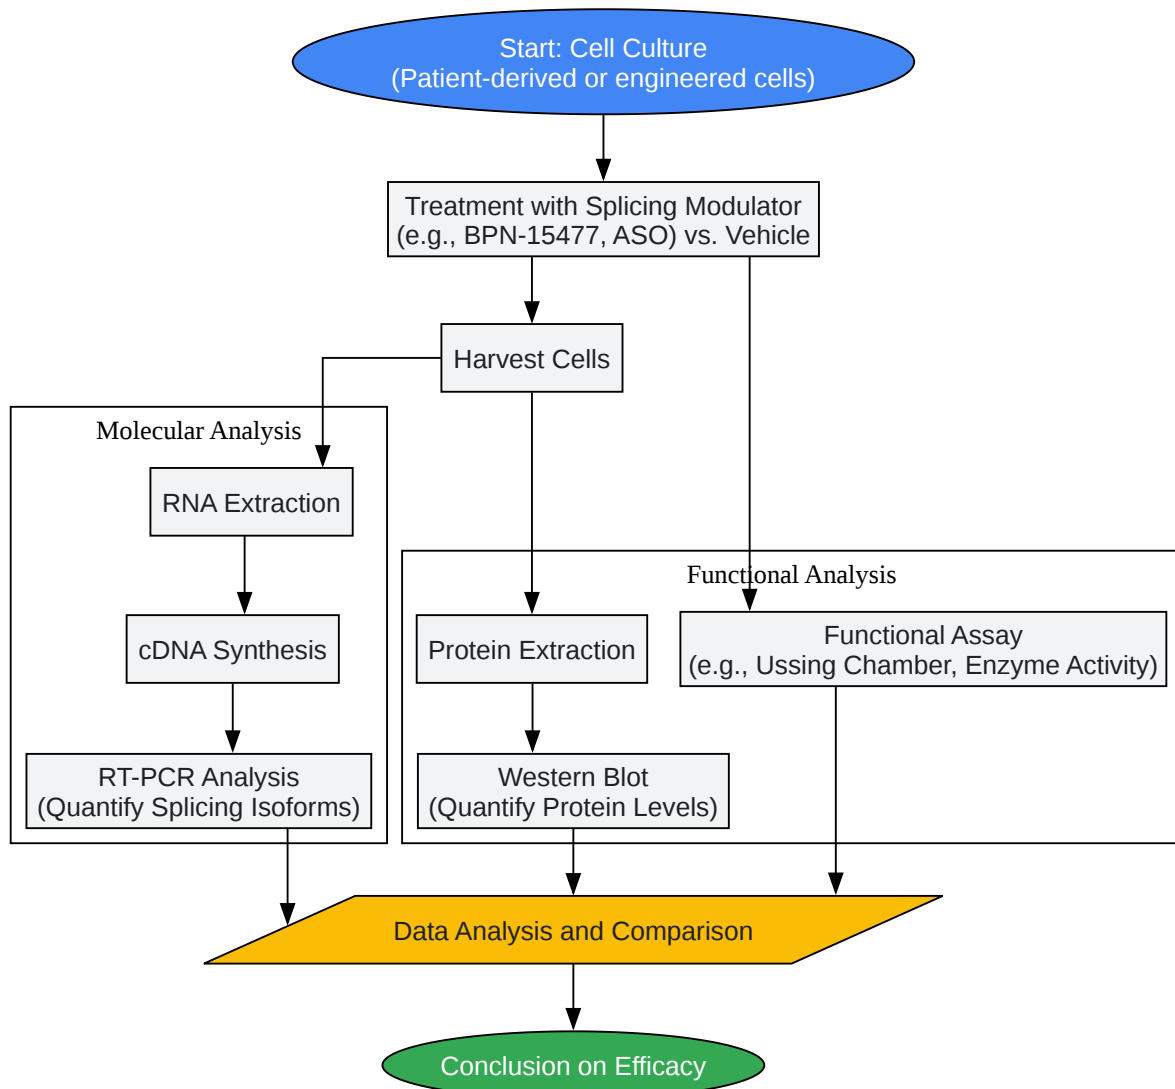 Start: Cell Culture
(Patient-derived or engineered cells)
Treatment with Splicing Modulator
(e.g., BPN-15477, ASO) vs. Vehicle
Harvest Cells
Molecular Analysis
RNA Extraction
cDNA Synthesis
RT-PCR Analysis
(Quantify Splicing Isoforms)
Functional Analysis
Protein Extraction
Functional Assay
(e.g., Ussing Chamber, Enzyme Activity)
Western Blot
(Quantify Protein Levels)
Data Analysis and Comparison
Conclusion on Efficacy